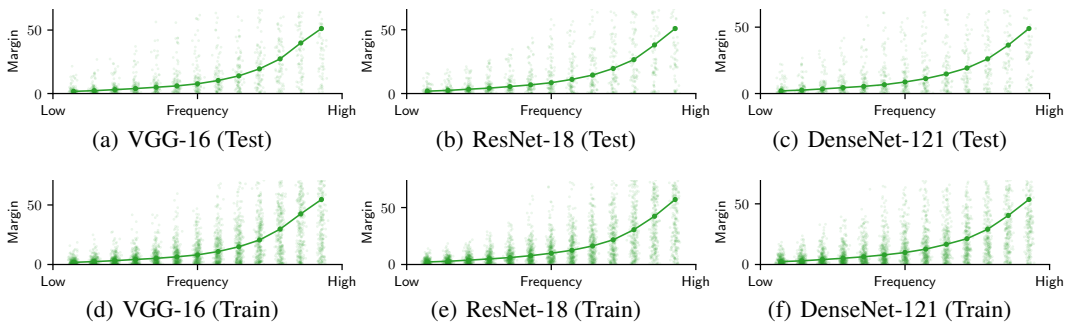 50
0
Margin
Low
Frequency
High
(a) VGG-16 (Test)
50
0
Margin
Low
Frequency
High
(b) ResNet-18 (Test)
50
0
Margin
Low
Frequency
High
(c) DenseNet-121 (Test)
50
0
Margin
Low
Frequency
High
(d) VGG-16 (Train)
50
0
Margin
Low
Frequency
High
(e) ResNet-18 (Train)
50
0
Margin
Low
Frequency
High
(f) DenseNet-121 (Train)